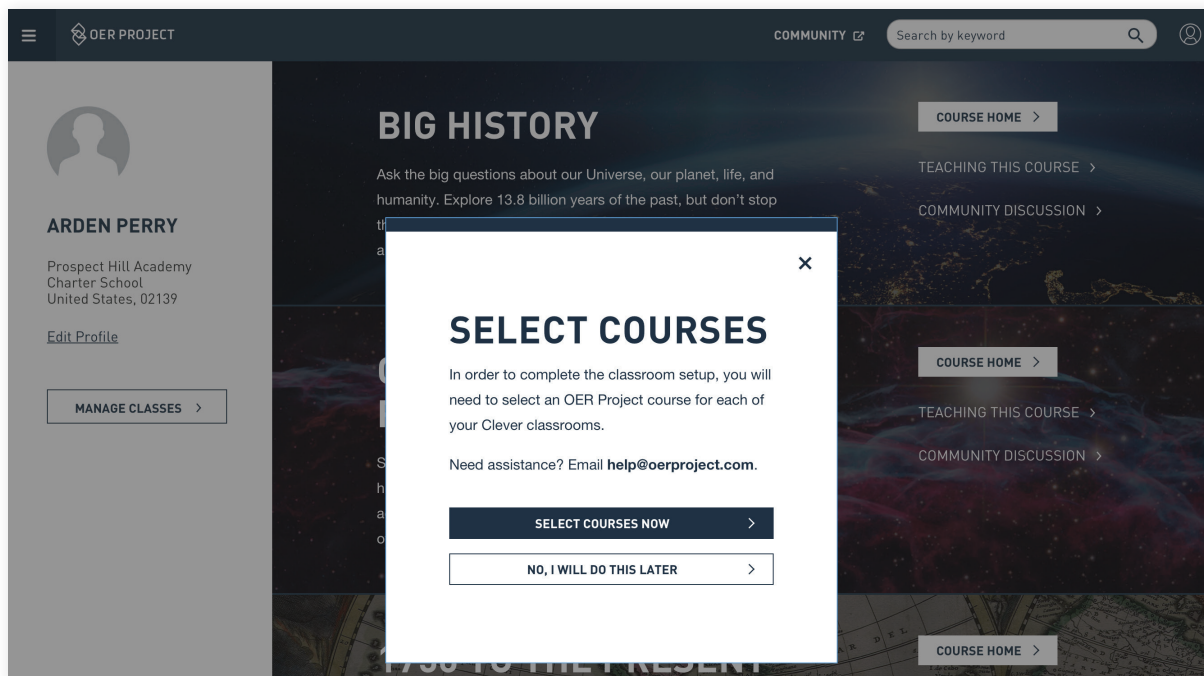 OER PROJECT
COMMUNITY
Search by keyword
ARDEN PERRY
Prospect Hill Academy
Charter School
United States, 02139
Edit Profile
MANAGE CLASSES
BIG HISTORY
Ask the big questions about our Universe, our planet, life, and
humanity. Explore 13.8 billion years of the past, but don't stop
COURSE HOME
TEACHING THIS COURSE
COMMUNITY DISCUSSION
SELECT COURSES
In order to complete the classroom setup, you will
need to select an OER Project course for each of
your Clever classrooms.
Need assistance? Email help@oerproject.com.
SELECT COURSES NOW
NO, I WILL DO THIS LATER
COURSE HOME
TEACHING THIS COURSE
COMMUNITY DISCUSSION
1750 TO THE PRESENT
COURSE HOME